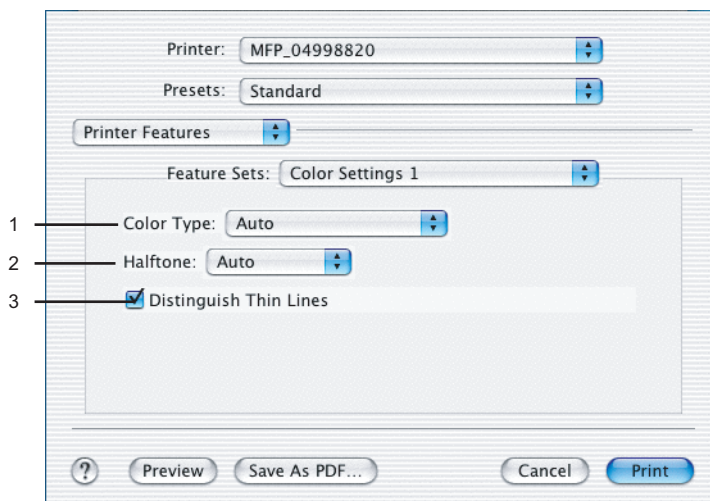 Printer: MFP_04998820
Presets: Standard
Printer Features
Feature Sets: Color Settings 1
1 Color Type: Auto
2 Halftone: Auto
3 Distinguish Thin Lines
? Preview Save As PDF... Cancel Print